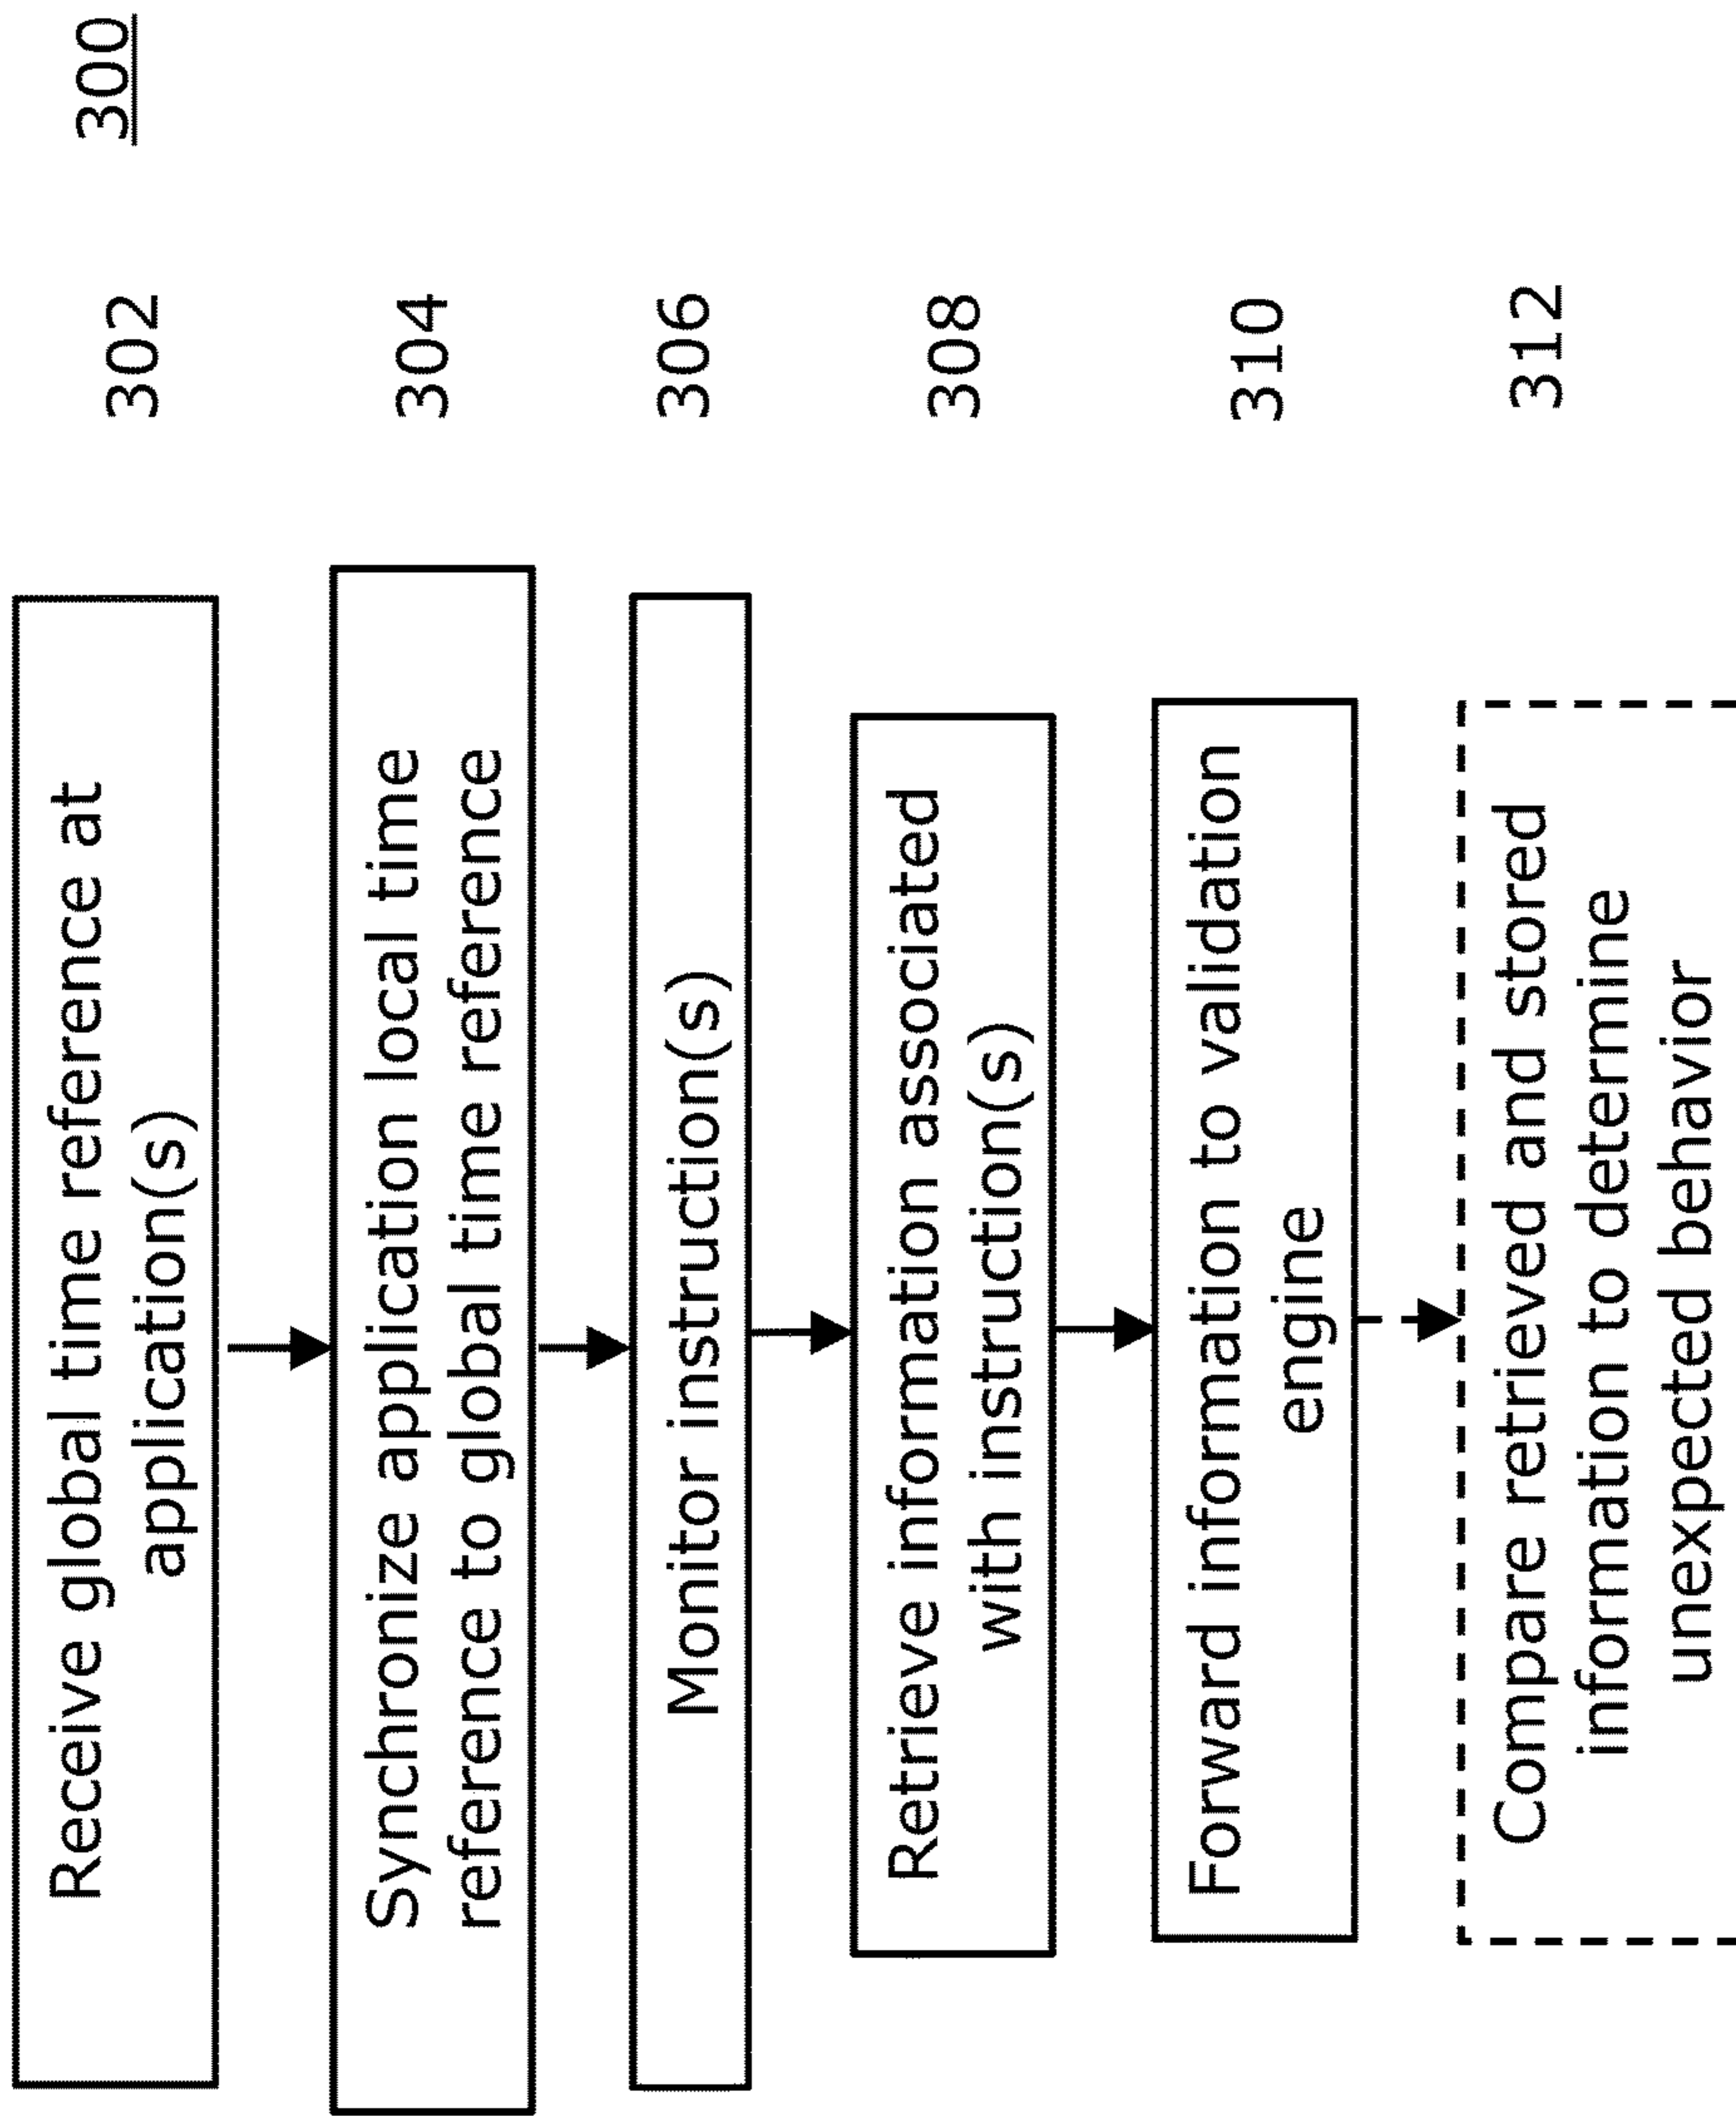 300
Receive global time reference at
application(s)
302
Synchronize application local time
reference to global time reference
304
Monitor instruction(s)
306
Retrieve information associated
with instruction(s)
308
Forward information to validation
engine
310
Compare retrieved and stored
information to determine
unexpected behavior
312